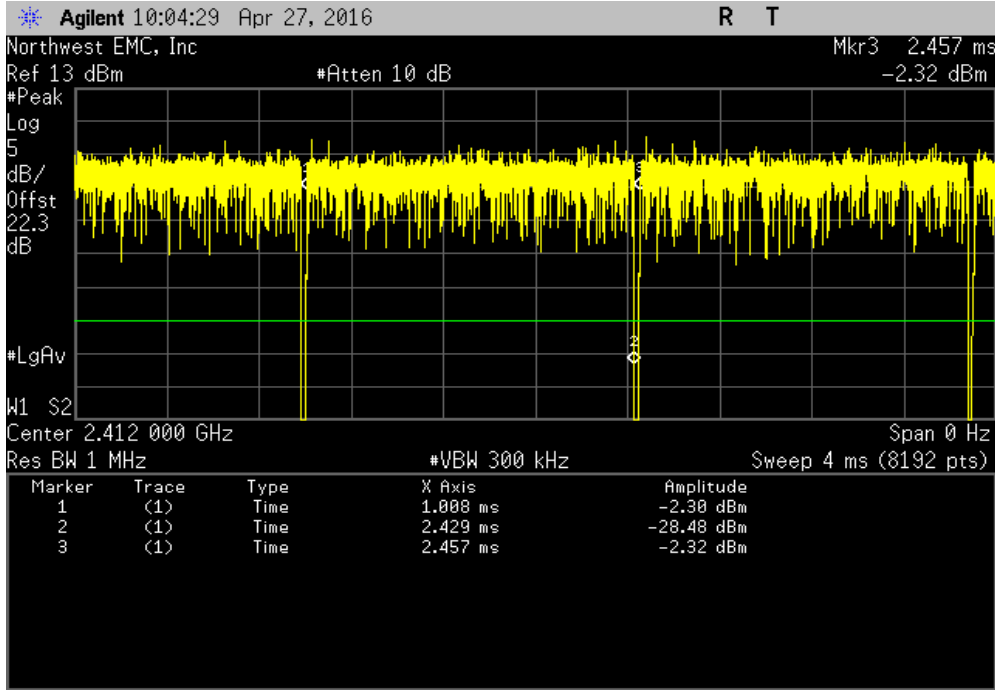 Agilent 10:04:29 Apr 27, 2016 R T
Northwest EMC, Inc Mkr3 2.457 ms
Ref 13 dBm #Atten 10 dB -2.32 dBm
#Peak
Log
5
dB/
Offst
22.3
dB
1
3
2
#LgAv
W1 S2
Center 2.412 000 GHz Span 0 Hz
Res BW 1 MHz #VBW 300 kHz Sweep 4 ms (8192 pts)
Marker Trace Type X Axis Amplitude
1 (1) Time 1.008 ms -2.30 dBm
2 (1) Time 2.429 ms -28.48 dBm
3 (1) Time 2.457 ms -2.32 dBm